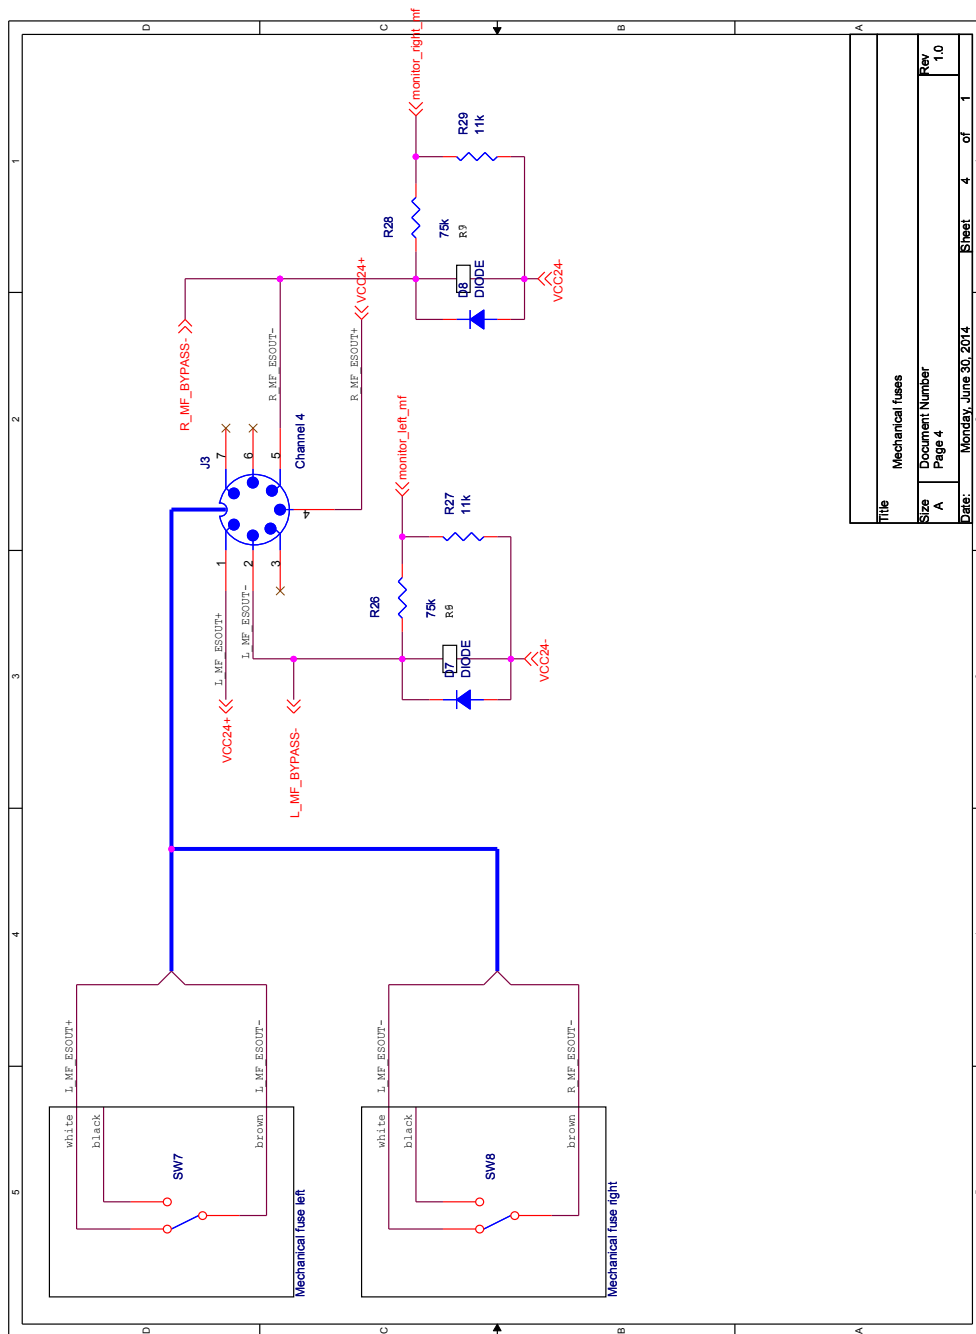 5
4
3
2
1
D
C
B
A
D
C
B
A
white
L_MF_ESOUT+
black
SW7
brown
L_MF_ESOUT-
Mechanical fuse left
white
L_MF_ESOUT-
black
SW8
brown
R_MF_ESOUT-
Mechanical fuse right
VCC24+
L_MF_ESOUT+
1
L_MF_ESOUT-
2
3
L_MF_BYPASS-
J3
7
6
5
4
Channel 4
R_MF_BYPASS-
R_MF_ESOUT-
R_MF_ESOUT+
VCC24+
monitor_left_mf
R26
75k
R27
11k
D7
DIODE
VCC24-
monitor_right_mf
R28
75k
R29
11k
D8
DIODE
VCC24-
Title
Mechanical fuses
Size
A
Document Number
Page 4
Rev
1.0
Date:
Monday, June 30, 2014
Sheet 4 of 1